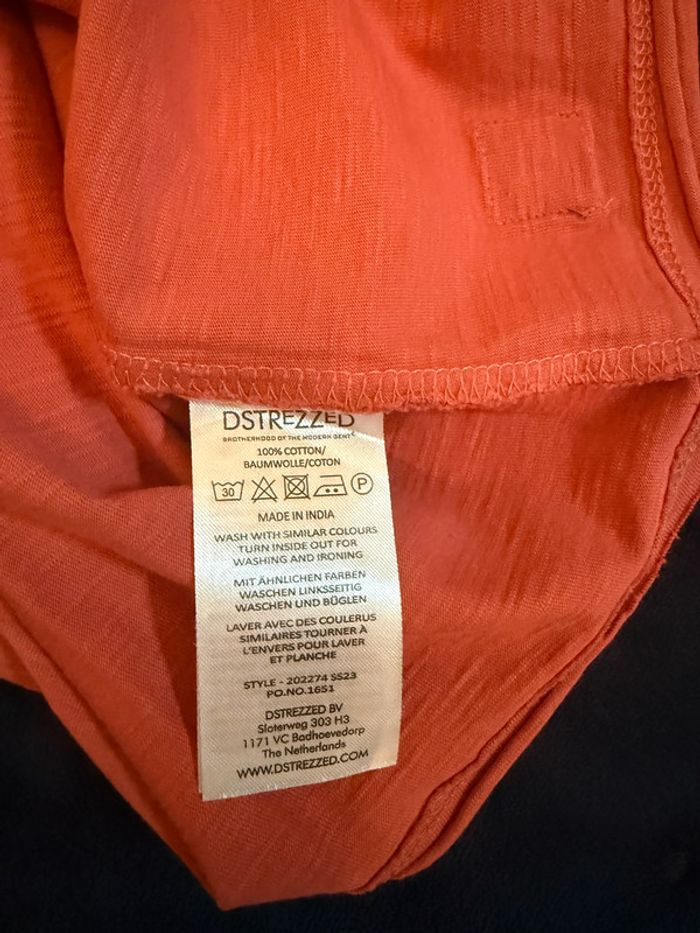 DSTREZZED
BROTHERHOOD OF THE MODERN GENT
100% COTTON/
BAUMWOLLE/COTON
30 P
MADE IN INDIA
WASH WITH SIMILAR COLOURS
TURN INSIDE OUT FOR
WASHING AND IRONING
MIT ÄHNLICHEN FARBEN
WASCHEN LINKSSEITIG
WASCHEN UND BÜGLEN
LAVER AVEC DES COULERUS
SIMILAIRES TOURNER À
L'ENVERS POUR LAVER
ET PLANCHE
STYLE - 202274 SS23
PO.NO.1651
DSTREZZED BV
Sloterweg 303 H3
1171 VC Badhoevedorp
The Netherlands
WWW.DSTREZZED.COM